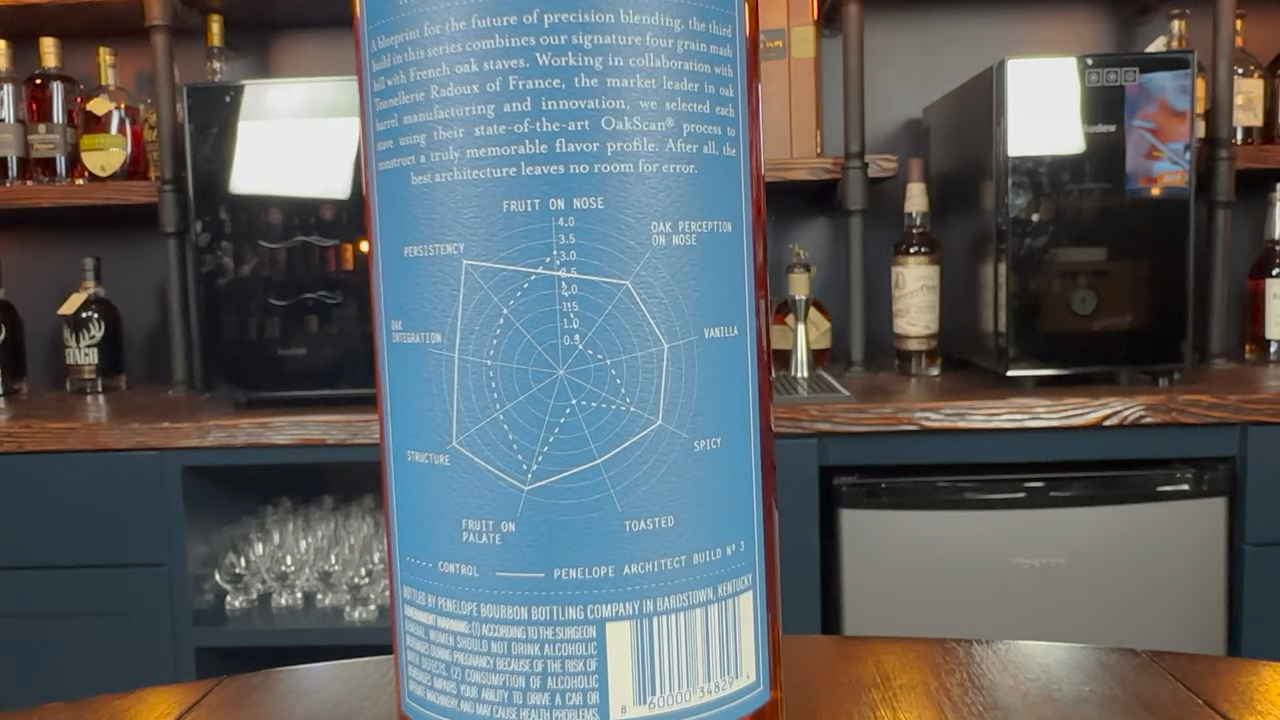 A blueprint for the future of precision blending, the third
build in this series combines our signature four grain mash
bill with French oak staves. Working in collaboration with
Tonnellerie Radoux of France, the market leader in oak
barrel manufacturing and innovation, we selected each
stave using their state-of-the-art OakScan® process to
construct a truly memorable flavor profile. After all, the
best architecture leaves no room for error.
FRUIT ON NOSE
4.0
3.5
3.0
2.5
2.0
1.5
1.0
0.5
OAK PERCEPTION
ON NOSE
PERSISTENCY
OAK
INTEGRATION
VANILLA
STRUCTURE
SPICY
FRUIT ON
PALATE
TOASTED
CONTROL
PENELOPE ARCHITECT BUILD Nº 3
BOTTLED BY PENELOPE BOURBON BOTTLING COMPANY IN BARDSTOWN, KENTUCKY
GOVERNMENT WARNING: (1) ACCORDING TO THE SURGEON
GENERAL, WOMEN SHOULD NOT DRINK ALCOHOLIC
BEVERAGES DURING PREGNANCY BECAUSE OF THE RISK OF
BIRTH DEFECTS. (2) CONSUMPTION OF ALCOHOLIC
BEVERAGES IMPAIRS YOUR ABILITY TO DRIVE A CAR OR
OPERATE MACHINERY, AND MAY CAUSE HEALTH PROBLEMS.
8 60000 34829 4
STAGG